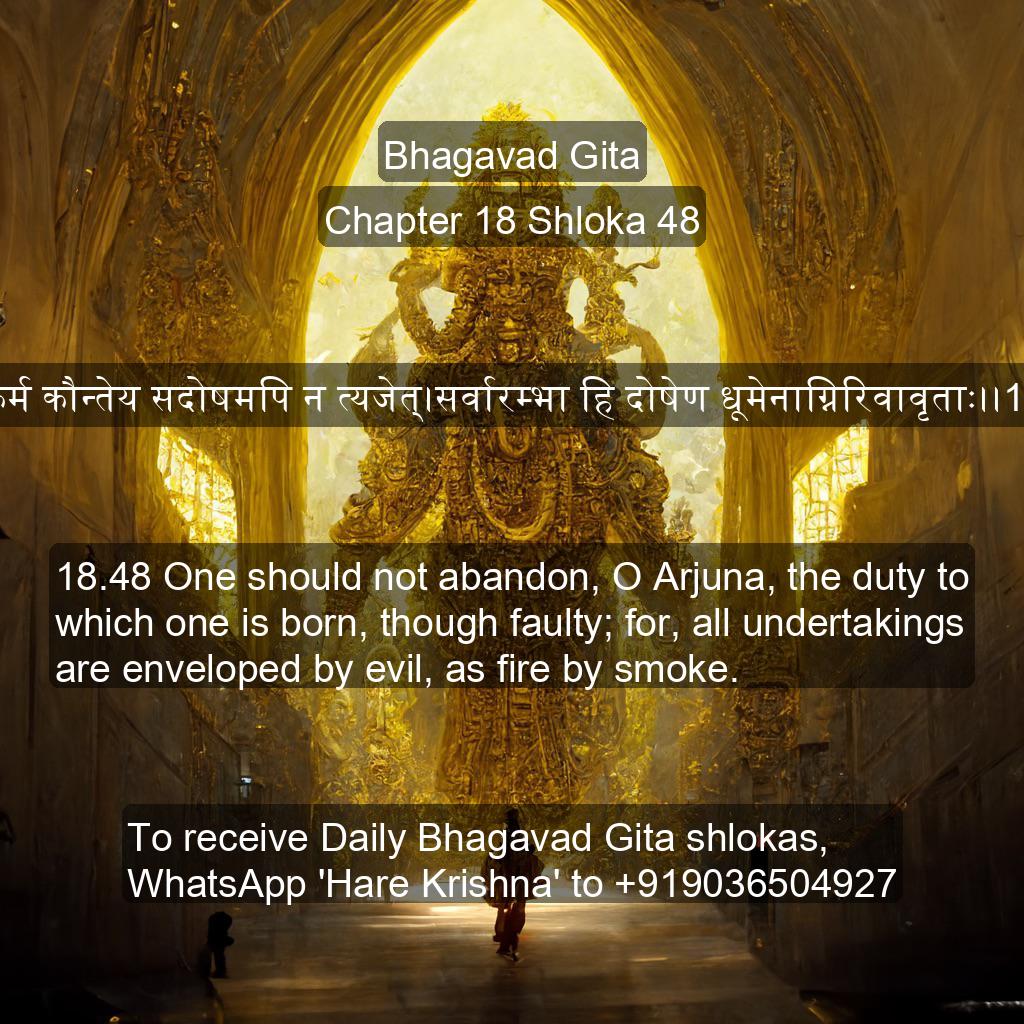 Bhagavad Gita
Chapter 18 Shloka 48
कौन्तेय सदोषमपि न त्यजेत्।सर्वारम्भा हि दोषेण धूमेनाग्निरिवावृताः।।1
18.48 One should not abandon, O Arjuna, the duty to
which one is born, though faulty; for, all undertakings
are enveloped by evil, as fire by smoke.
To receive Daily Bhagavad Gita shlokas,
WhatsApp 'Hare Krishna' to +919036504927